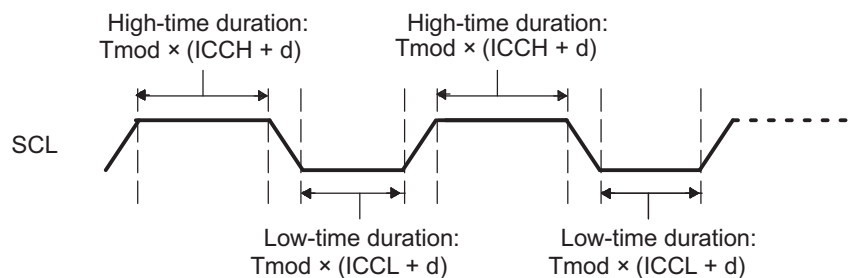 High-time duration:
Tmod × (ICCH + d)
High-time duration:
Tmod × (ICCH + d)
SCL
Low-time duration:
Tmod × (ICCL + d)
Low-time duration:
Tmod × (ICCL + d)